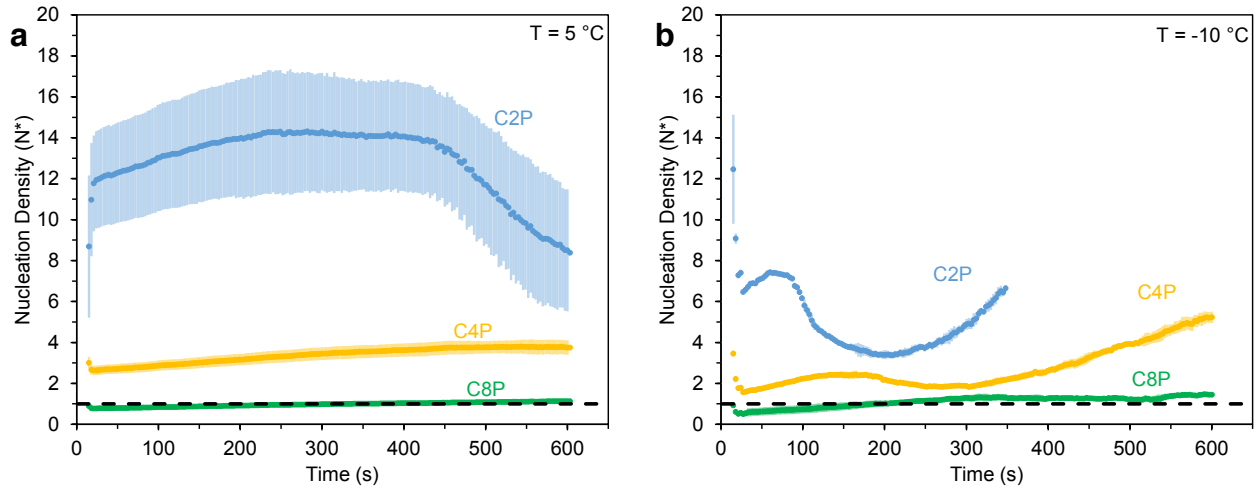 a
T = 5 °C
Nucleation Density (N*)
20
18
16
14
12
10
8
6
4
2
0
C2P
C4P
C8P
0 100 200 300 400 500 600
Time (s)
b
T = -10 °C
Nucleation Density (N*)
20
18
16
14
12
10
8
6
4
2
0
C2P
C4P
C8P
0 100 200 300 400 500 600
Time (s)